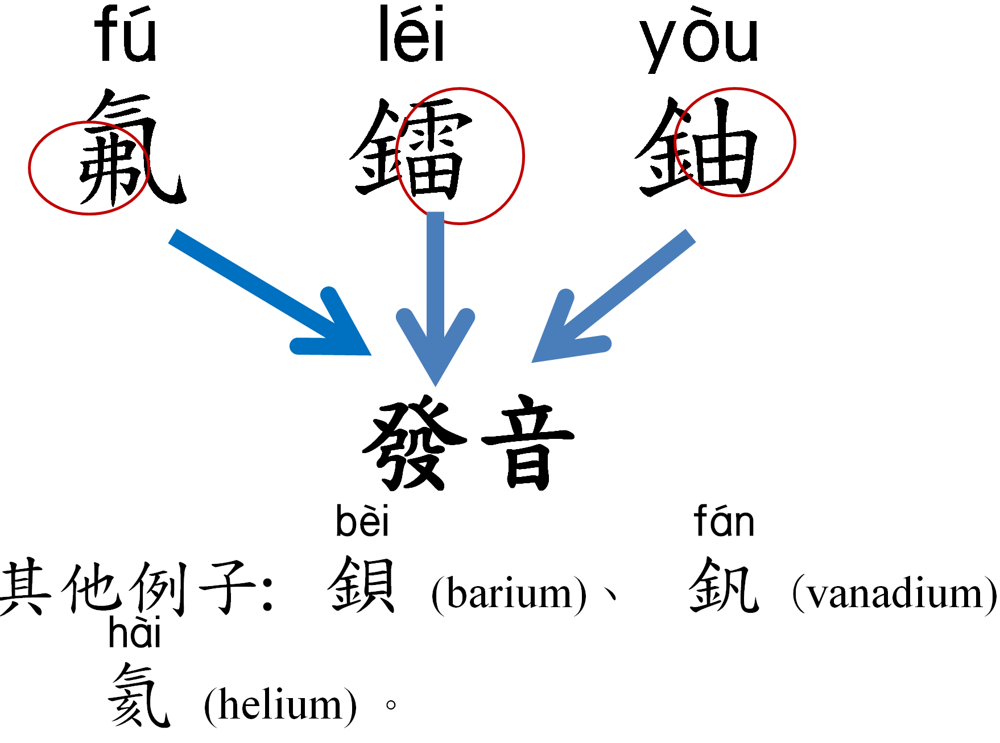 fú léi yòu
氟 鐳 鈾
發音
bèi fán
其他例子: 鋇 (barium)、 釩 (vanadium)
hài
氦 (helium) 。